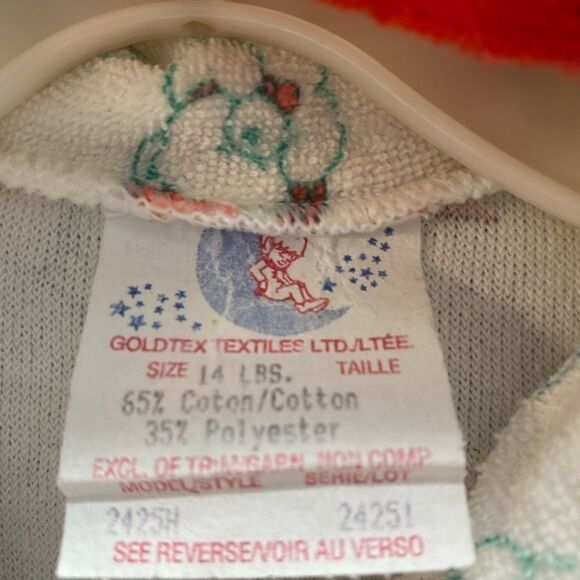 GOLDTEX TEXTILES LTD./LTÉE.
SIZE 14 LBS. TAILLE
65% Coton/Cotton
35% Polyester
EXCL. OF TRIM/GARN. NON COMP.
MODEL/STYLE SERIE/LOT
2425H 24251
SEE REVERSE/VOIR AU VERSO